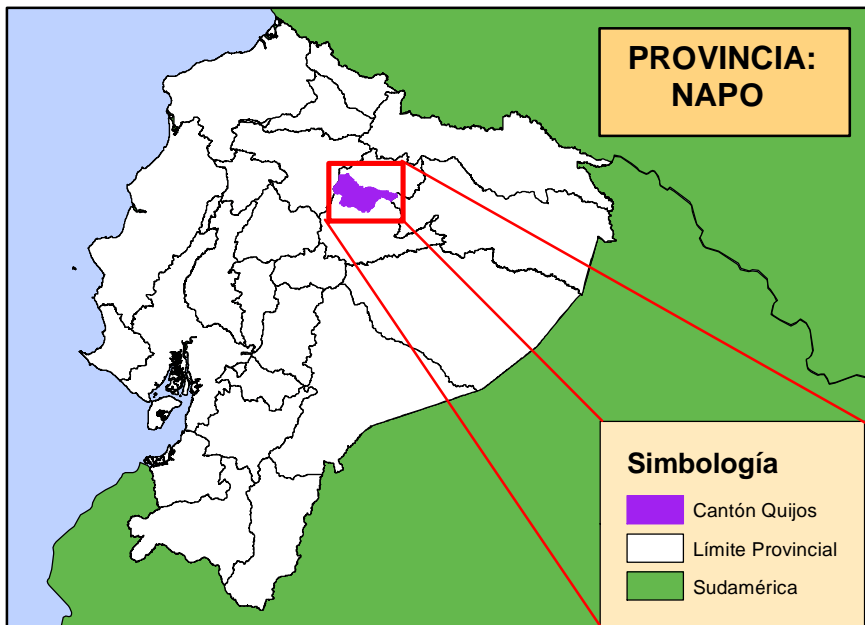 PROVINCIA:
NAPO
Simbología
Cantón Quijos
Límite Provincial
Sudamérica